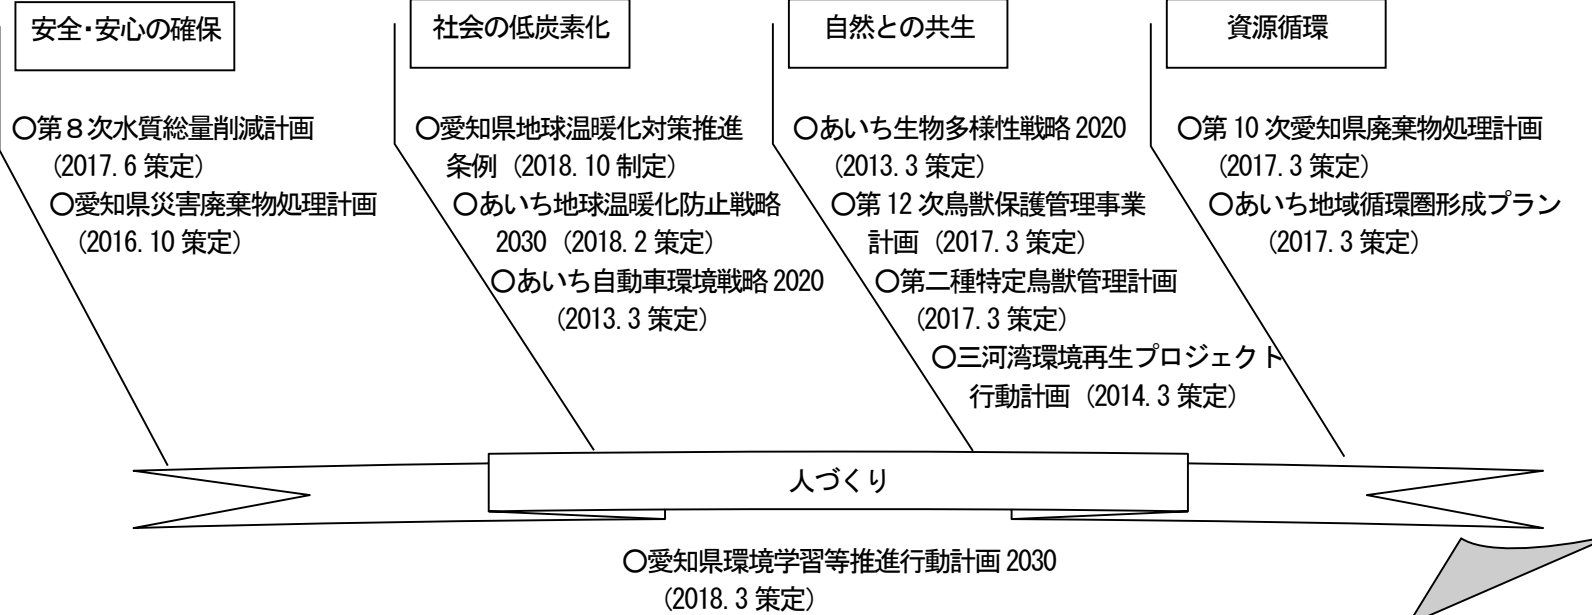 安全・安心の確保
○第8次水質総量削減計画
(2017.6 策定)
○愛知県災害廃棄物処理計画
(2016.10 策定)
社会の低炭素化
○愛知県地球温暖化対策推進
条例 (2018.10 制定)
○あいち地球温暖化防止戦略
2030 (2018.2 策定)
○あいち自動車環境戦略 2020
(2013.3 策定)
自然との共生
○あいち生物多様性戦略 2020
(2013.3 策定)
○第 12 次鳥獣保護管理事業
計画 (2017.3 策定)
○第二種特定鳥獣管理計画
(2017.3 策定)
○三河湾環境再生プロジェクト
行動計画 (2014.3 策定)
資源循環
○第 10 次愛知県廃棄物処理計画
(2017.3 策定)
○あいち地域循環圏形成プラン
(2017.3 策定)
人づくり
○愛知県環境学習等推進行動計画 2030
(2018.3 策定)